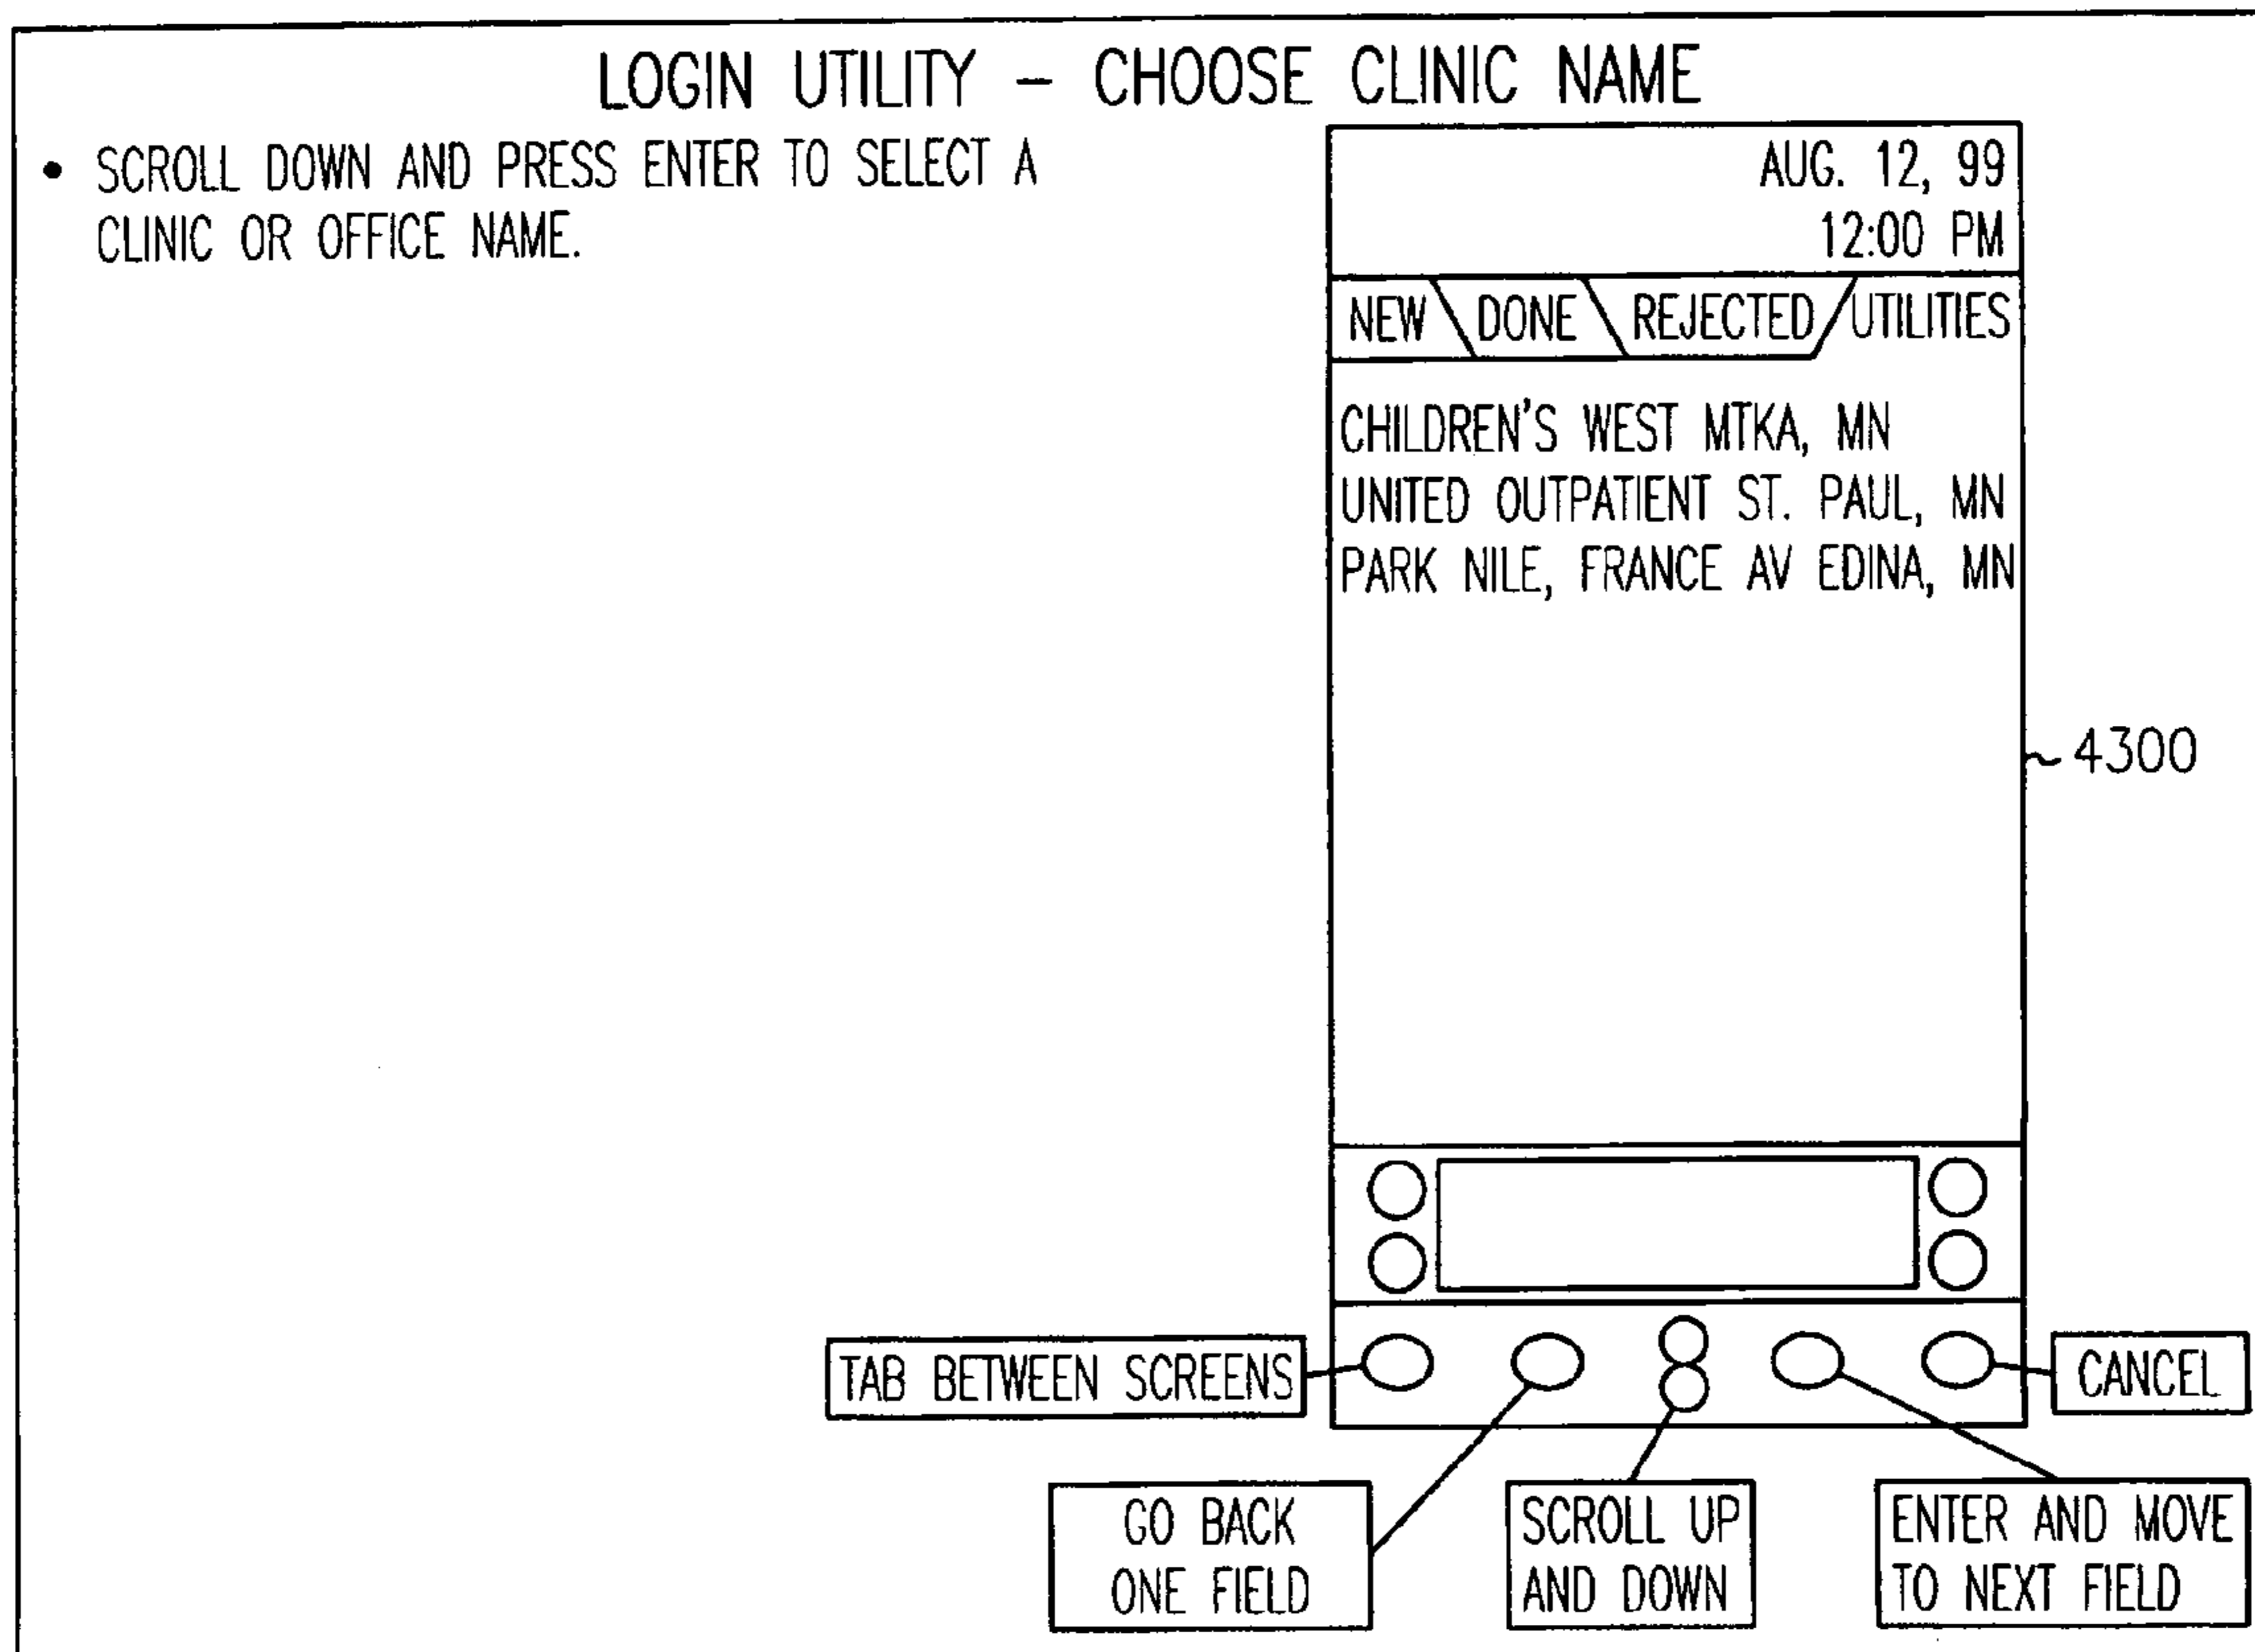 LOGIN UTILITY – CHOOSE CLINIC NAME
• SCROLL DOWN AND PRESS ENTER TO SELECT A
CLINIC OR OFFICE NAME.
AUG. 12, 99
12:00 PM
NEW DONE REJECTED UTILITIES
CHILDREN'S WEST MTKA, MN
UNITED OUTPATIENT ST. PAUL, MN
PARK NILE, FRANCE AV EDINA, MN
4300
TAB BETWEEN SCREENS
CANCEL
GO BACK
ONE FIELD
SCROLL UP
AND DOWN
ENTER AND MOVE
TO NEXT FIELD